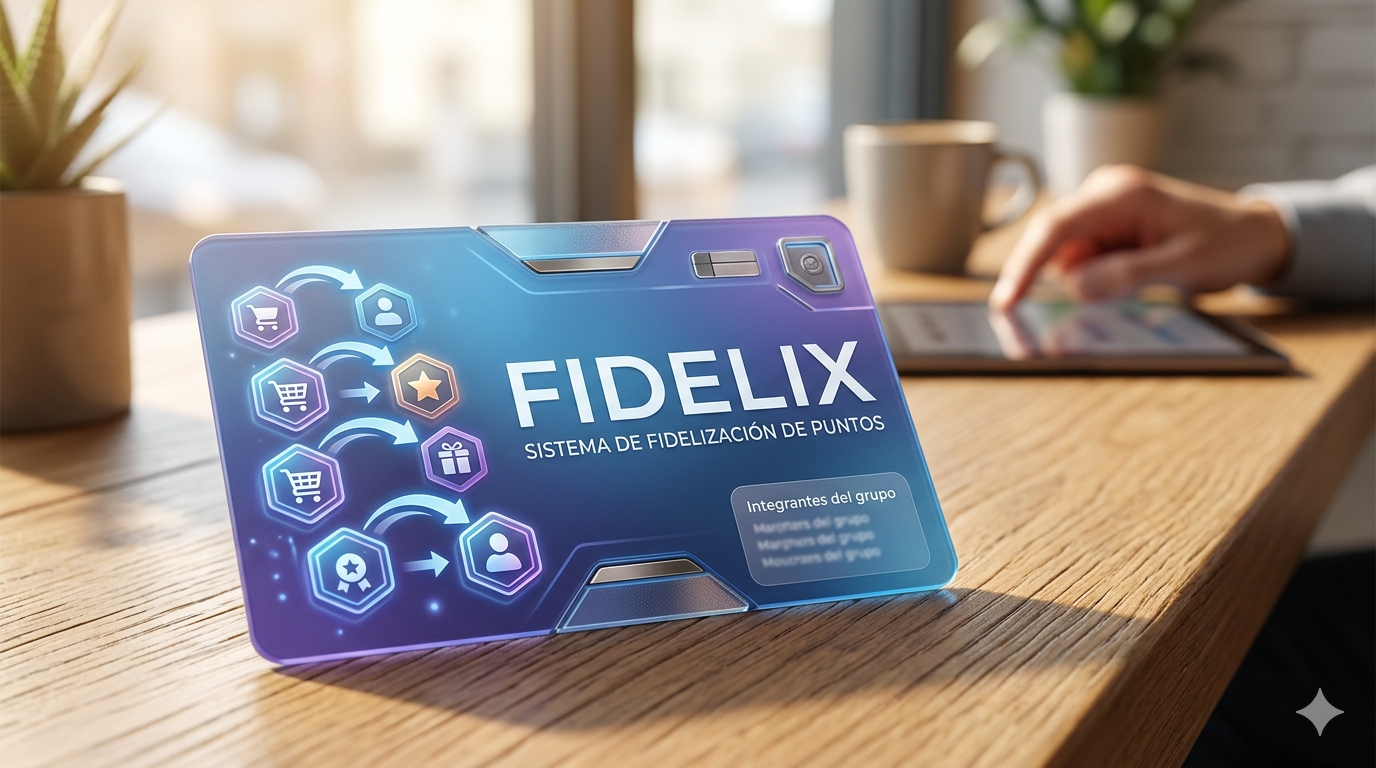 FIDELIX
SISTEMA DE FIDELIZACIÓN DE PUNTOS
Integrantes del grupo
del grupo
del grupo
del grupo